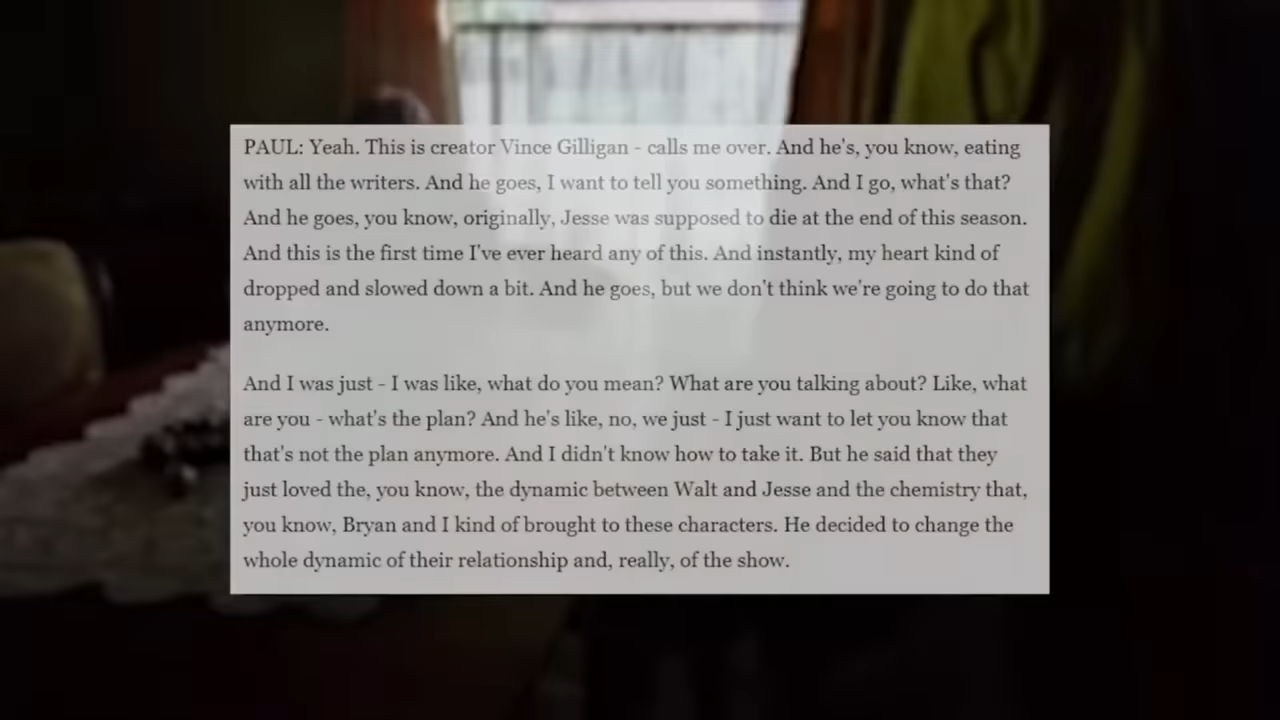 PAUL: Yeah. This is creator Vince Gilligan - calls me over. And he's, you know, eating
with all the writers. And he goes, I want to tell you something. And I go, what's that?
And he goes, you know, originally, Jesse was supposed to die at the end of this season.
And this is the first time I've ever heard any of this. And instantly, my heart kind of
dropped and slowed down a bit. And he goes, but we don't think we're going to do that
anymore.
And I was just - I was like, what do you mean? What are you talking about? Like, what
are you - what's the plan? And he's like, no, we just - I just want to let you know that
that's not the plan anymore. And I didn't know how to take it. But he said that they
just loved the, you know, the dynamic between Walt and Jesse and the chemistry that,
you know, Bryan and I kind of brought to these characters. He decided to change the
whole dynamic of their relationship and, really, of the show.